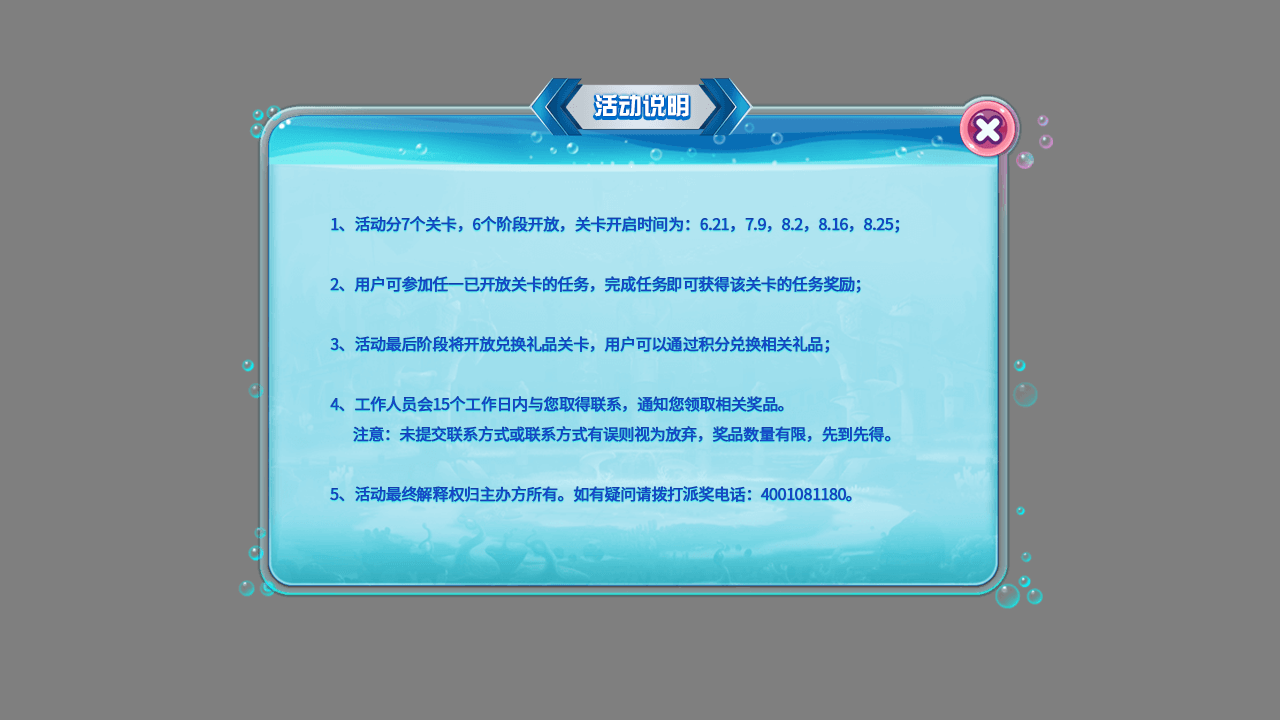 活动说明
1、活动分7个关卡，6个阶段开放，关卡开启时间为：6.21，7.9，8.2，8.16，8.25；
2、用户可参加任一已开放关卡的任务，完成任务即可获得该关卡的任务奖励；
3、活动最后阶段将开放兑换礼品关卡，用户可以通过积分兑换相关礼品；
4、工作人员会15个工作日内与您取得联系，通知您领取相关奖品。
注意：未提交联系方式或联系方式有误则视为放弃，奖品数量有限，先到先得。
5、活动最终解释权归主办方所有。如有疑问请拨打派奖电话：4001081180。